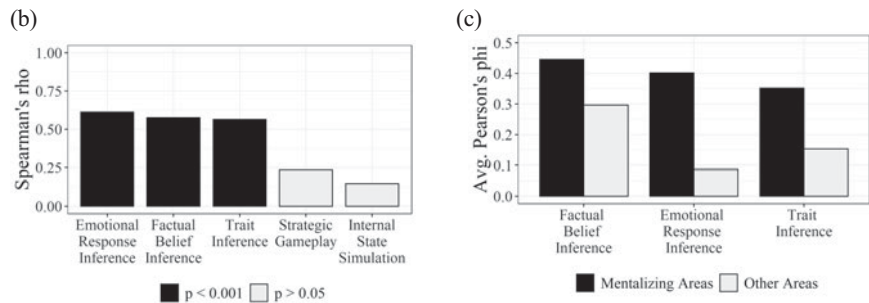 (b)
Spearman's rho
1.00
0.75
0.50
0.25
0.00
Emotional
Response
Inference
Factual
Belief
Inference
Trait
Inference
Strategic
Gameplay
Internal
State
Simulation
p < 0.001
p > 0.05
(c)
Avg. Pearson's phi
0.5
0.4
0.3
0.2
0.1
0.0
Factual
Belief
Inference
Emotional
Response
Inference
Trait
Inference
Mentalizing Areas
Other Areas